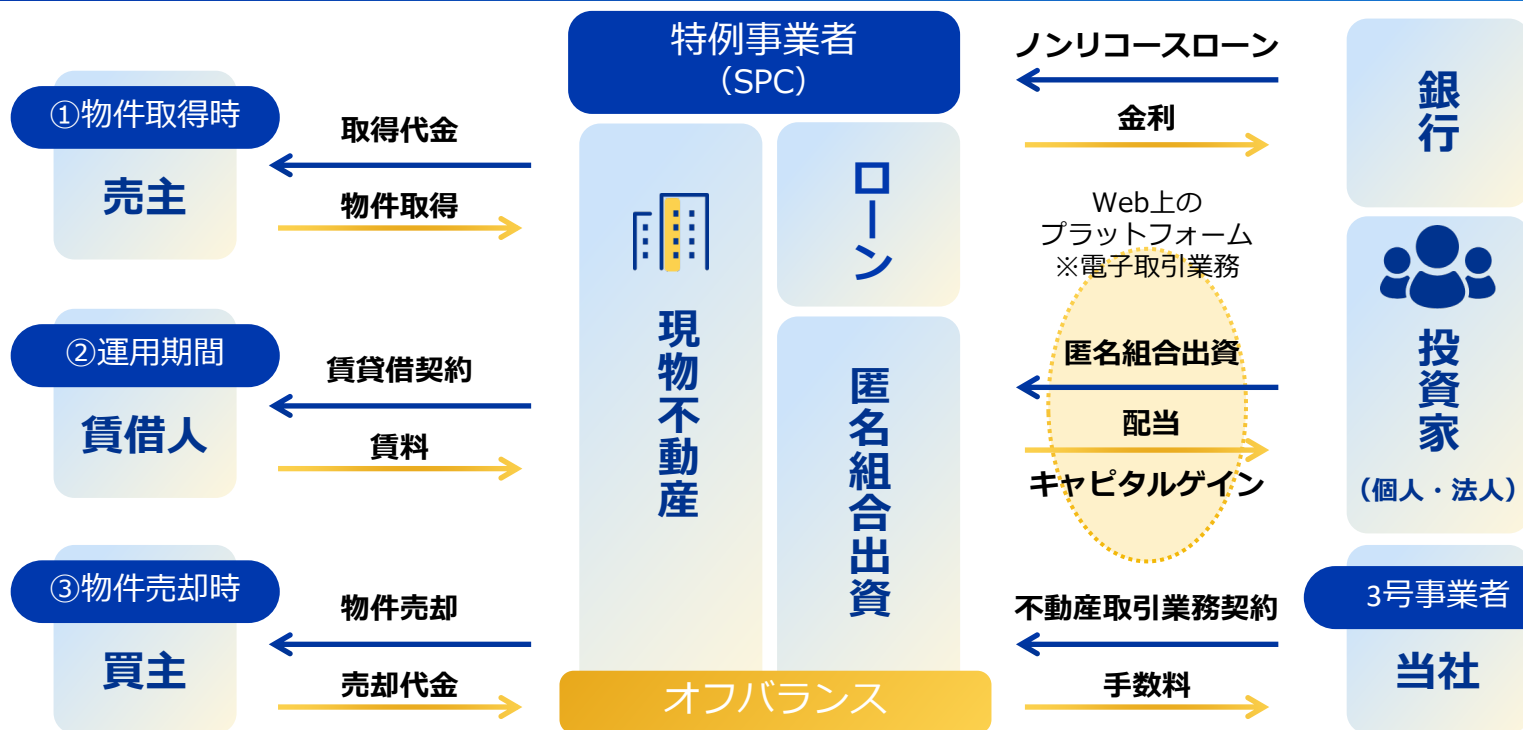 特例事業者
（SPC）
①物件取得時
売主
取得代金
物件取得
②運用期間
賃借人
賃貸借契約
賃料
③物件売却時
買主
物件売却
売却代金
現物不動産
ローン
匿名組合出資
オフバランス
ノンリコースローン
金利
銀行
Web上の
プラットフォーム
※電子取引業務
匿名組合出資
配当
キャピタルゲイン
投資家
（個人・法人）
不動産取引業務契約
手数料
3号事業者
当社